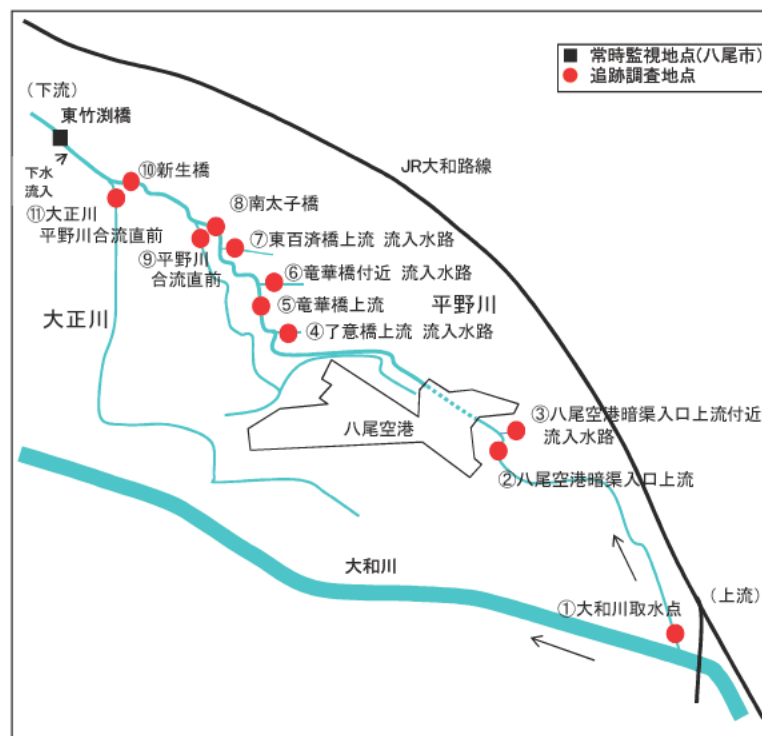 ■ 常時監視地点(八尾市)
● 追跡調査地点
(下流)
東竹渕橋
下水
流入
⑩新生橋
JR大和路線
⑧南太子橋
⑪大正川
平野川合流直前
⑦東百済橋上流 流入水路
⑨平野川
合流直前
⑥竜華橋付近 流入水路
⑤竜華橋上流
平野川
大正川
④了意橋上流 流入水路
八尾空港
③八尾空港暗渠入口上流付近
流入水路
②八尾空港暗渠入口上流
大和川
(上流)
①大和川取水点